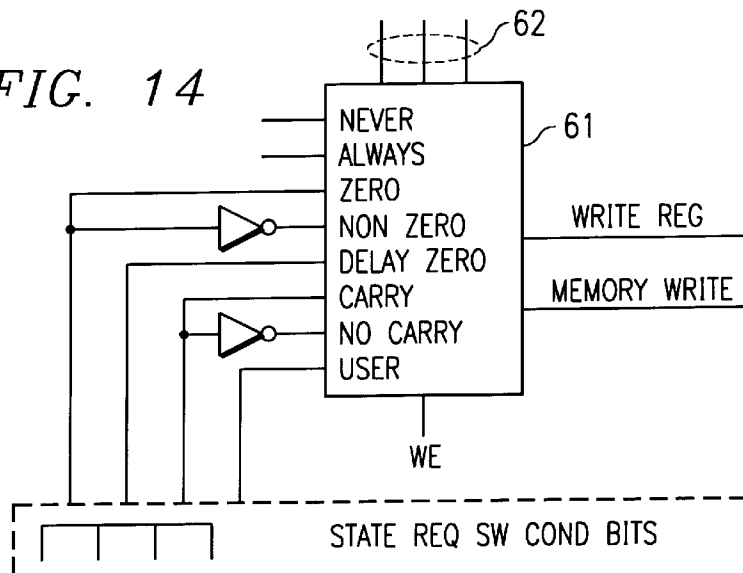 FIG. 14
62
61
NEVER
ALWAYS
ZERO
NON ZERO
DELAY ZERO
CARRY
NO CARRY
USER
WRITE REG
MEMORY WRITE
WE
STATE REQ SW COND BITS